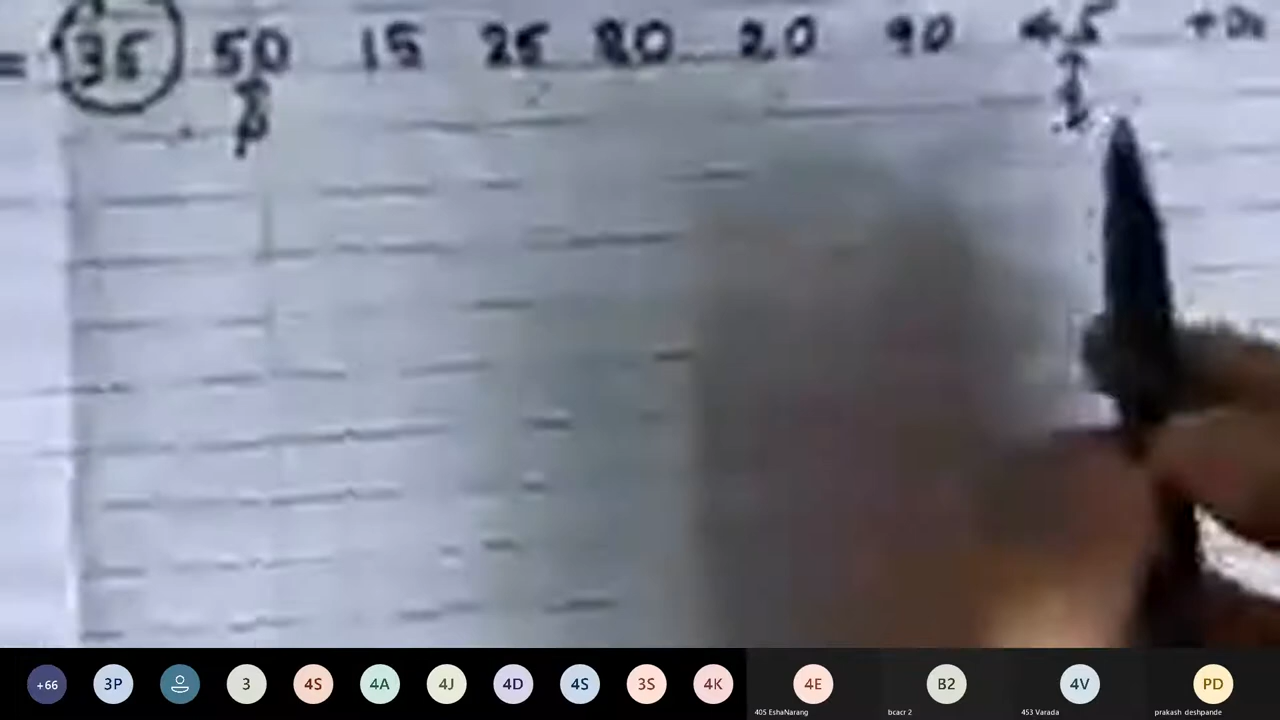 = 35 50 15 25 80 20 90 45 +∞
p
+66 3P 3 4S 4A 4J 4D 4S 3S 4K 4E B2 4V PD
405 EshaNarang bcacr 2 453 Varada prakash deshpande